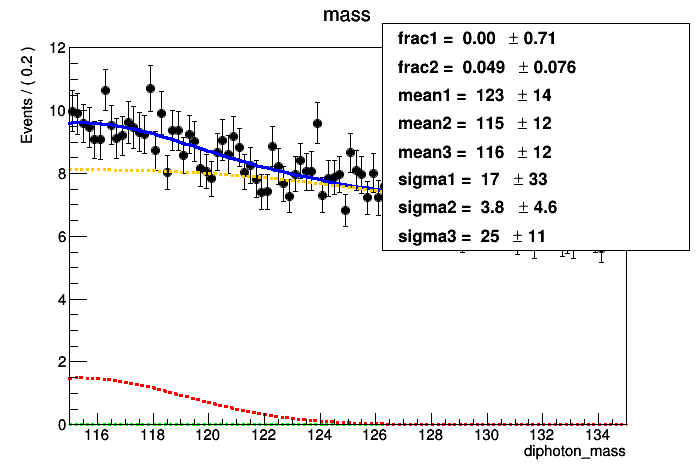 mass
frac1 = 0.00 ± 0.71
frac2 = 0.049 ± 0.076
mean1 = 123 ± 14
mean2 = 115 ± 12
mean3 = 116 ± 12
sigma1 = 17 ± 33
sigma2 = 3.8 ± 4.6
sigma3 = 25 ± 11
Events / ( 0.2 )
12
10
8
6
4
2
0
116 118 120 122 124 126 128 130 132 134
diphoton_mass